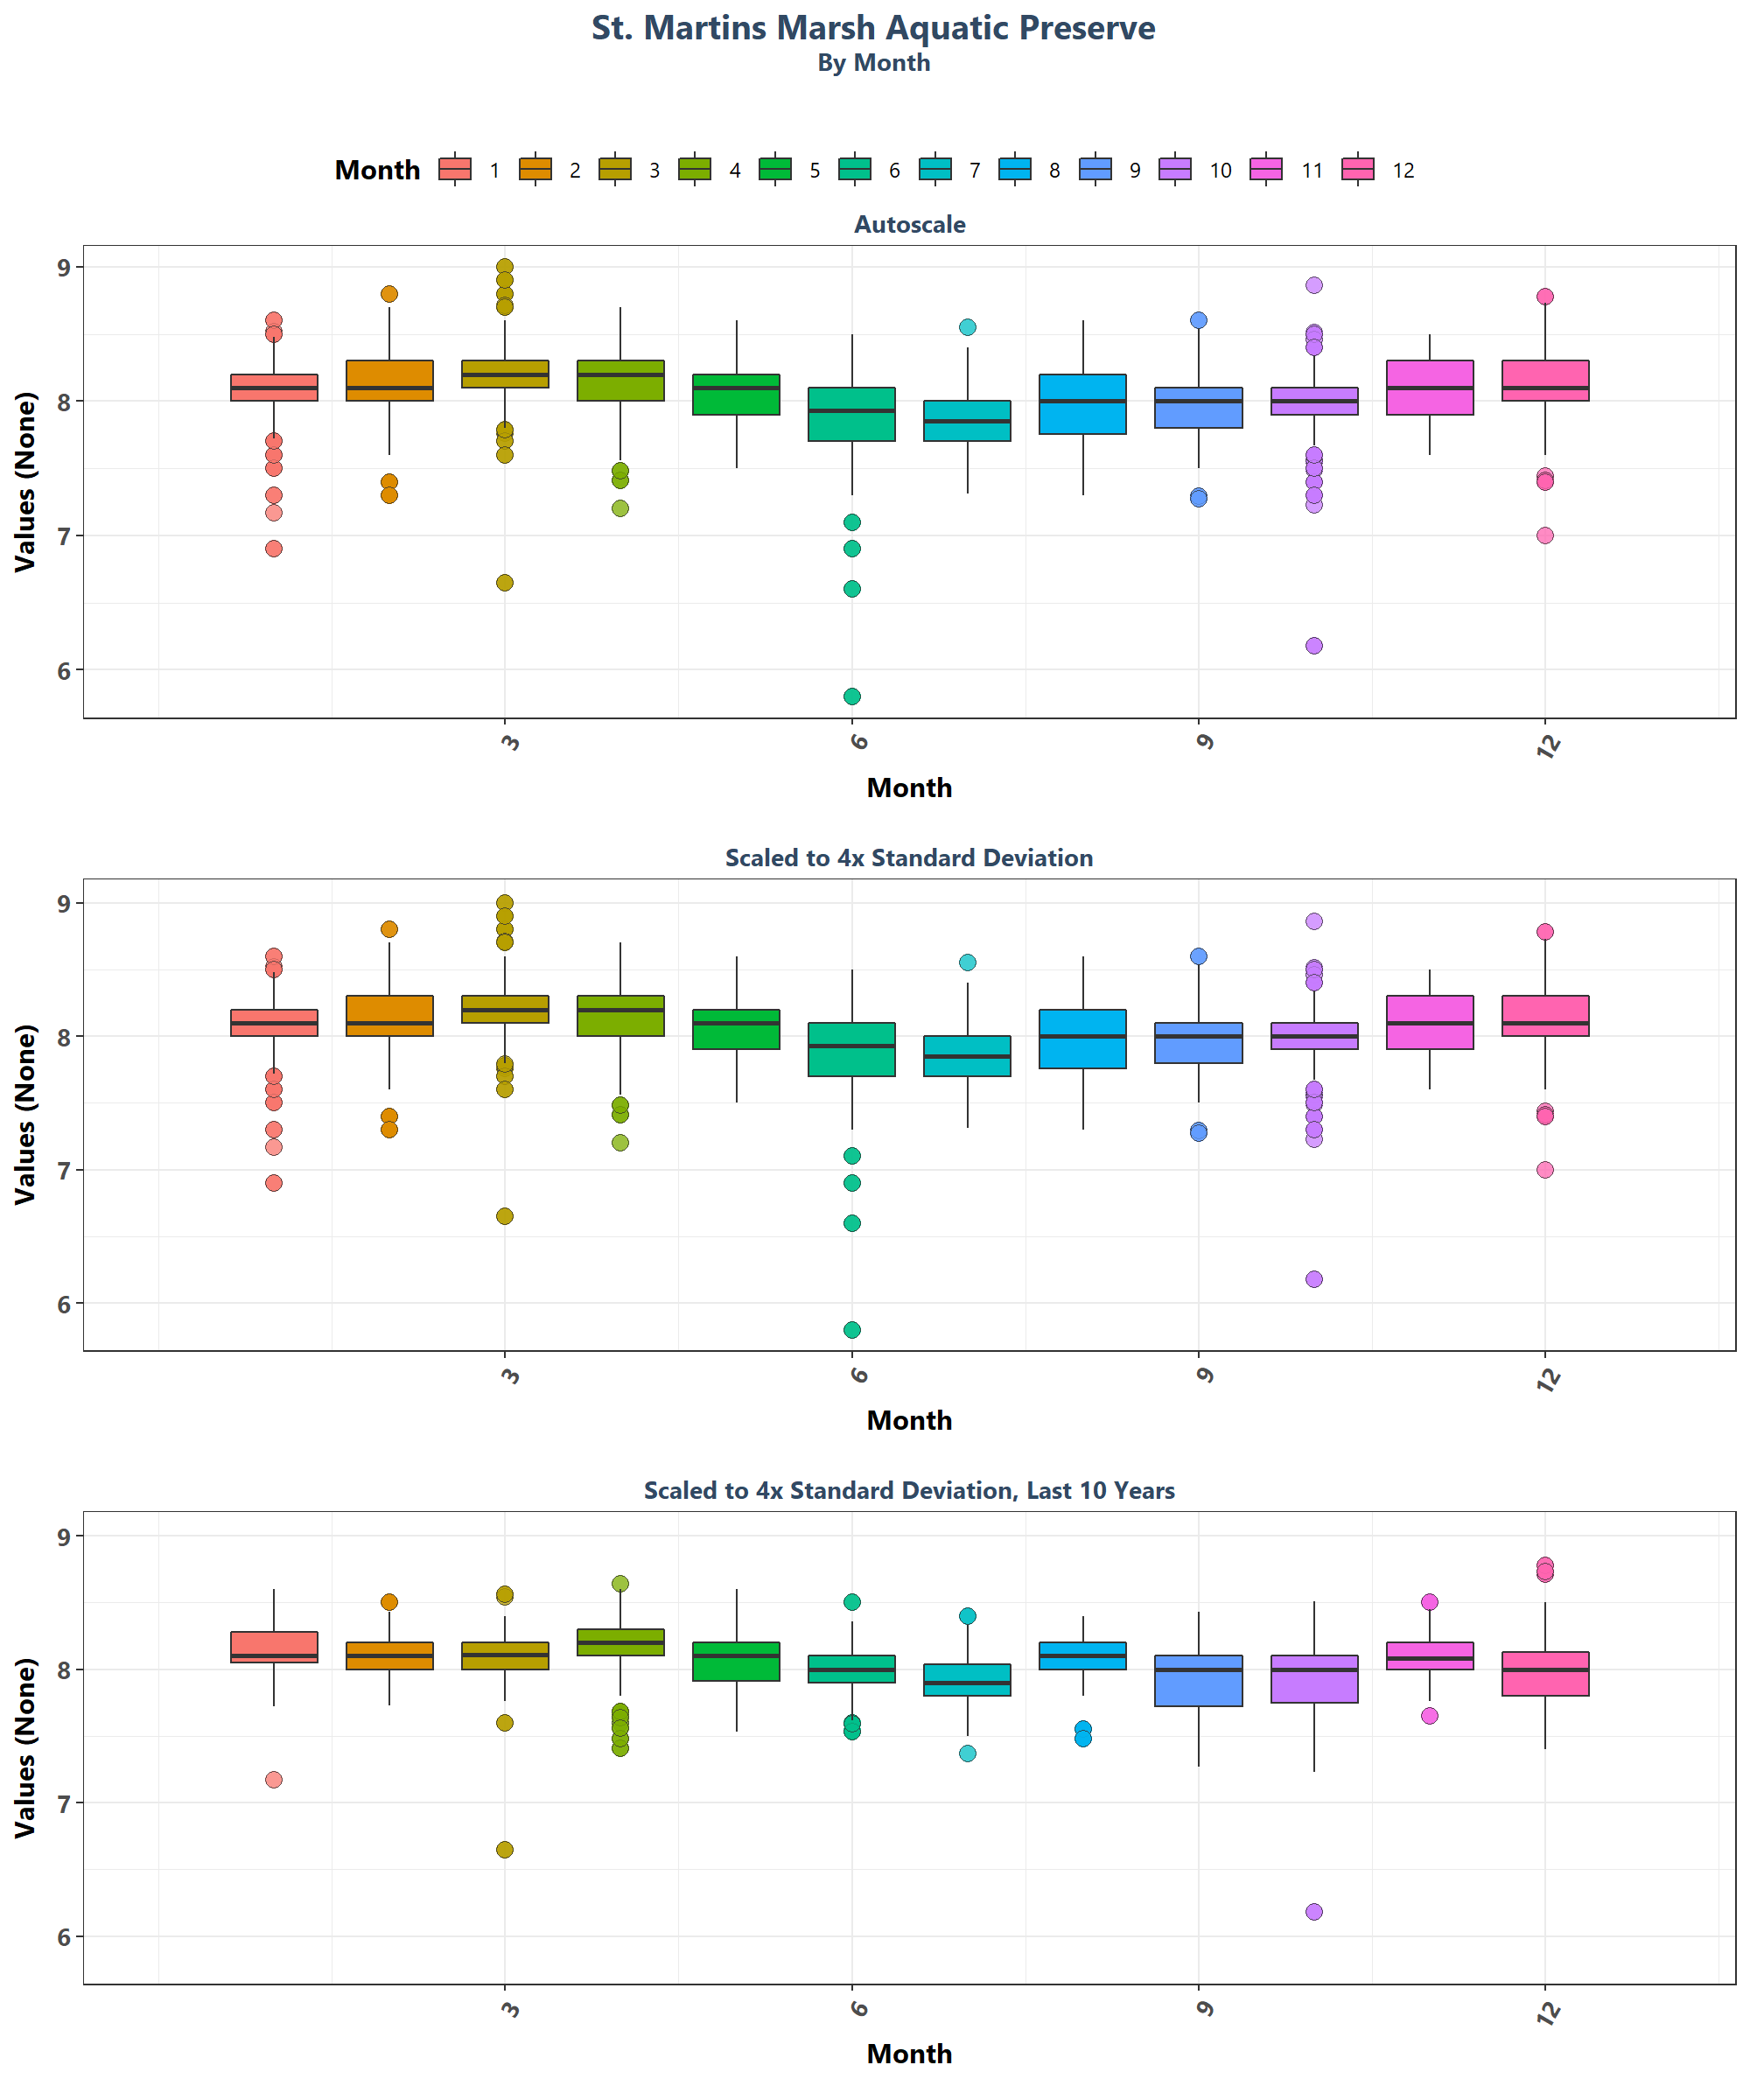 St. Martins Marsh Aquatic Preserve
By Month
Month 1 2 3 4 5 6 7 8 9 10 11 12
Autoscale
Values (None)
9
8
7
6
3 6 9 12
Month
Scaled to 4x Standard Deviation
Values (None)
9
8
7
6
3 6 9 12
Month
Scaled to 4x Standard Deviation, Last 10 Years
Values (None)
9
8
7
6
3 6 9 12
Month